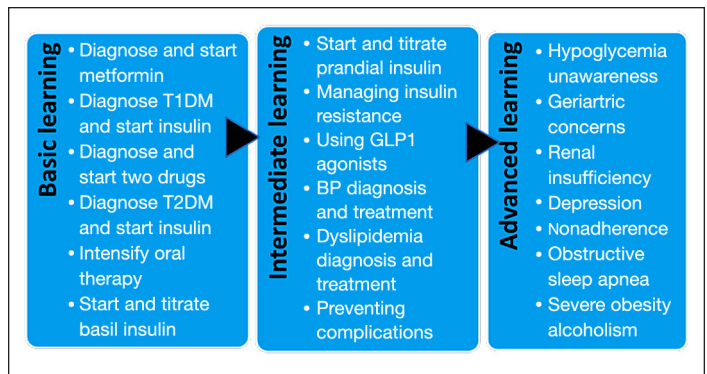 Basic learning
• Diagnose and start
metformin
• Diagnose T1DM
and start insulin
• Diagnose and
start two drugs
• Diagnose T2DM
and start insulin
• Intensify oral
therapy
• Start and titrate
basil insulin
Intermediate learning
• Start and titrate
prandial insulin
• Managing insulin
resistance
• Using GLP1
agonists
• BP diagnosis
and treatment
• Dyslipidemia
diagnosis and
treatment
• Preventing
complications
Advanced learning
• Hypoglycemia
unawareness
• Geriartric
concerns
• Renal
insufficiency
• Depression
• Nonadherence
• Obstructive
sleep apnea
• Severe obesity
alcoholism